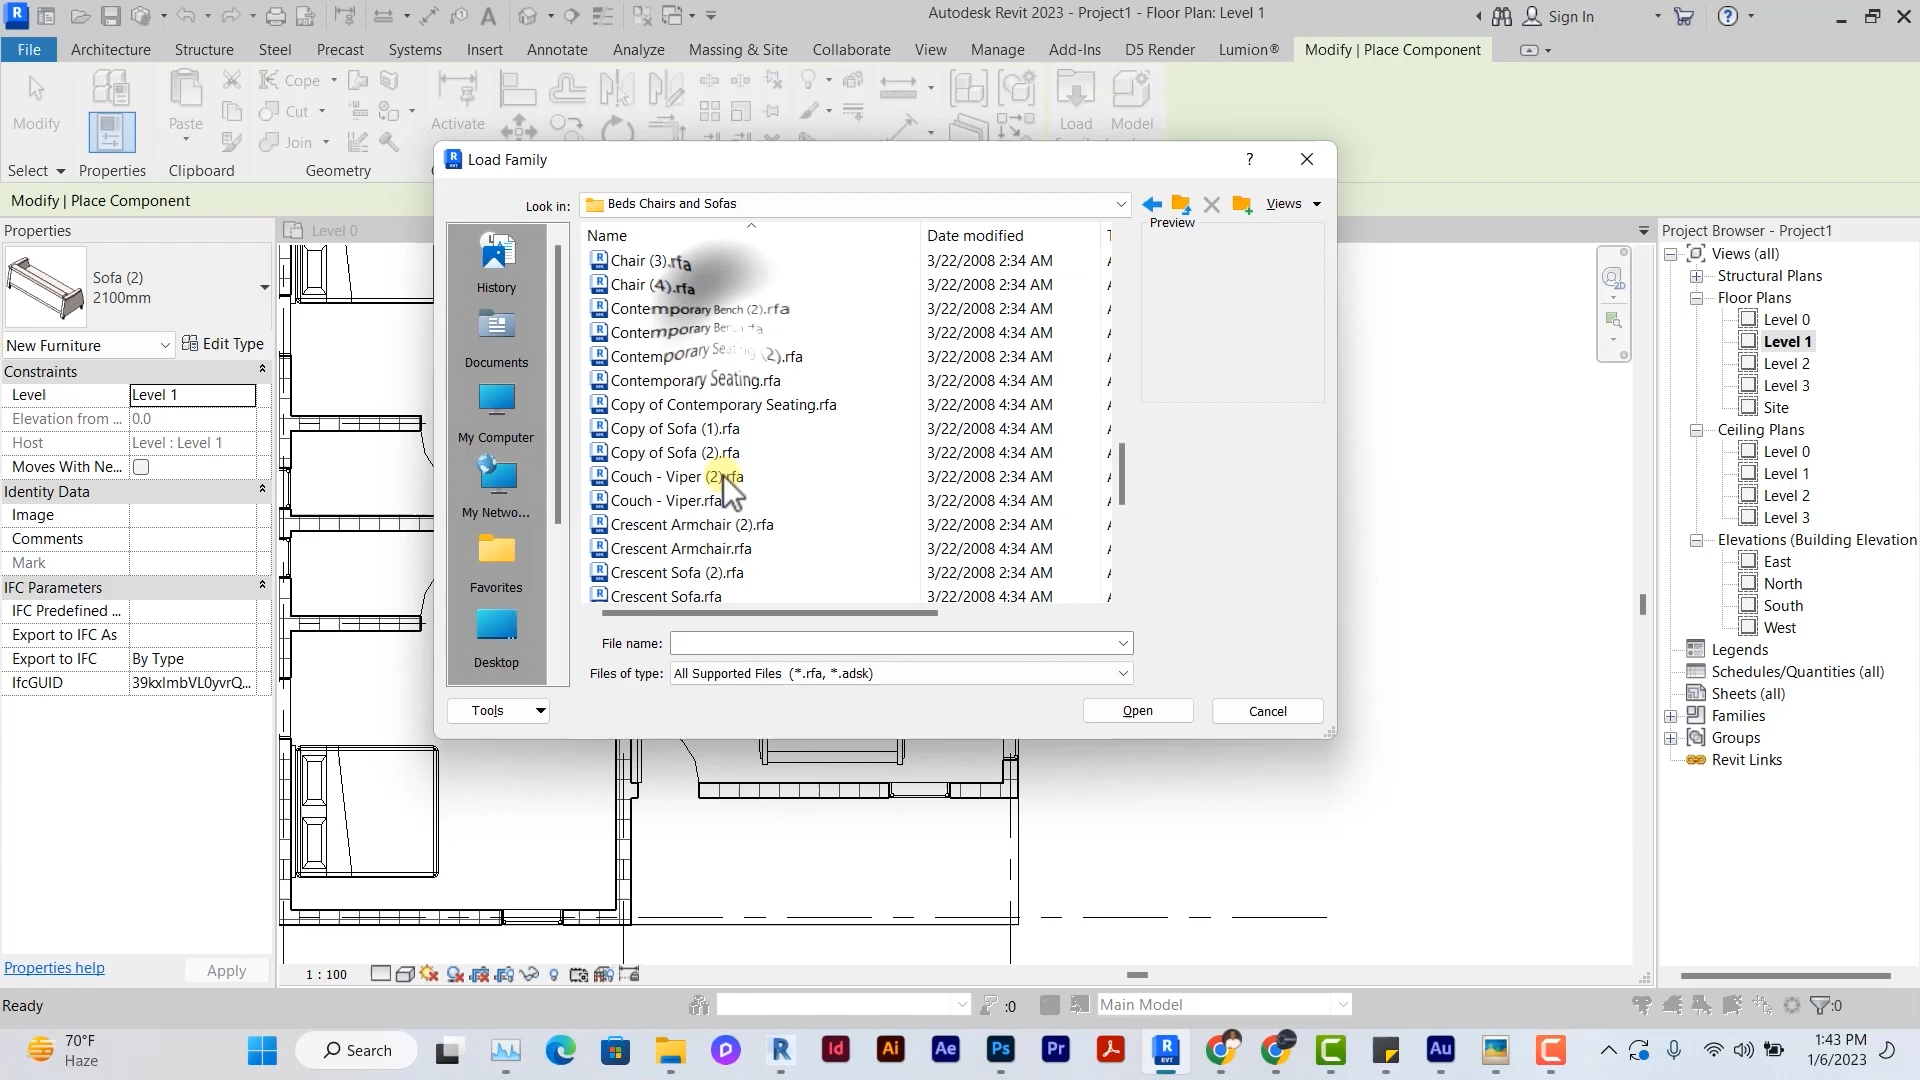 Autodesk Revit 2023 - Project1 - Floor Plan: Level 1
Sign In
File
Architecture
Structure
Steel
Precast
Systems
Insert
Annotate
Analyze
Massing & Site
Collaborate
View
Manage
Add-Ins
D5 Render
Lumion®
Modify | Place Component
Modify
Paste
Cope
Cut
Join
Activate
Load
Model
Select
Properties
Clipboard
Geometry
Modify | Place Component
Properties
Sofa (2)
2100mm
New Furniture
Edit Type
Constraints
Level Level 1
Elevation from ... 0.0
Host Level : Level 1
Moves With Ne...
Identity Data
Image
Comments
Mark
IFC Parameters
IFC Predefined ...
Export to IFC As
Export to IFC By Type
IfcGUID 39kxlmbVL0yvrQ...
Properties help
Apply
Level 0
Load Family
Look in:
Beds Chairs and Sofas
Views
Preview
History
Documents
My Computer
My Netwo...
Favorites
Desktop
Name Date modified
Chair (3).rfa 3/22/2008 2:34 AM
Chair (4).rfa 3/22/2008 2:34 AM
Contemporary Bench (2).rfa 3/22/2008 2:34 AM
3/22/2008 4:34 AM
Contemporary Seating (2).rfa 3/22/2008 2:34 AM
Contemporary Seating.rfa 3/22/2008 4:34 AM
Copy of Contemporary Seating.rfa 3/22/2008 4:34 AM
Copy of Sofa (1).rfa 3/22/2008 4:34 AM
Copy of Sofa (2).rfa 3/22/2008 4:34 AM
Couch - Viper (2).rfa 3/22/2008 2:34 AM
Couch - Viper.rfa 3/22/2008 4:34 AM
Crescent Armchair (2).rfa 3/22/2008 2:34 AM
Crescent Armchair.rfa 3/22/2008 4:34 AM
Crescent Sofa (2).rfa 3/22/2008 2:34 AM
Crescent Sofa.rfa 3/22/2008 4:34 AM
File name:
Files of type: All Supported Files (*.rfa, *.adsk)
Tools
Open
Cancel
Project Browser - Project1
Views (all)
Structural Plans
Floor Plans
Level 0
Level 1
Level 2
Level 3
Site
Ceiling Plans
Level 0
Level 1
Level 2
Level 3
Elevations (Building Elevation
East
North
South
West
Legends
Schedules/Quantities (all)
Sheets (all)
Families
Groups
Revit Links
1 : 100
Ready
:0
Main Model
:0
70°F
Haze
Search
1:43 PM
1/6/2023